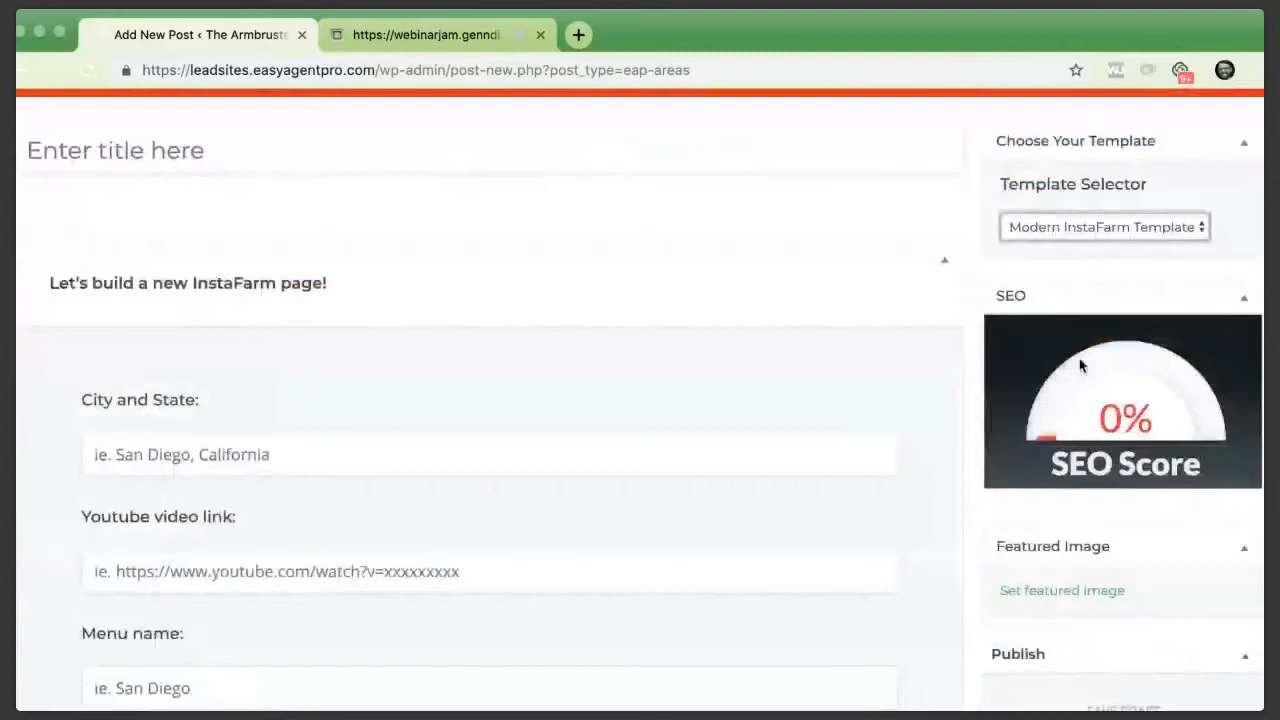 Add New Post ‹ The Armbruste
https://webinarjam.genndi.
https://leadsites.easyagentpro.com/wp-admin/post-new.php?post_type=eap-areas
9+
Enter title here
Choose Your Template
Template Selector
Modern InstaFarm Template
Let's build a new InstaFarm page!
SEO
0%
SEO Score
City and State:
ie. San Diego, California
Youtube video link:
ie. https://www.youtube.com/watch?v=xxxxxxxxx
Featured Image
Set featured image
Menu name:
ie. San Diego
Publish